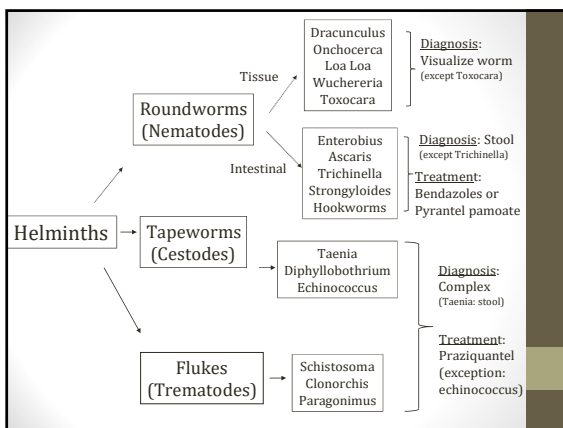 Dracunculus
Onchocerca
Loa Loa
Wuchereria
Toxocara
Diagnosis:
Visualize worm
(except Toxocara)
Tissue
Roundworms
(Nematodes)
Intestinal
Enterobius
Ascaris
Trichinella
Strongyloides
Hookworms
Diagnosis: Stool
(except Trichinella)
Treatment:
Bendazoles or
Pyrantel pamoate
Helminths
Tapeworms
(Cestodes)
Taenia
Diphyllobothrium
Echinococcus
Diagnosis:
Complex
(Taenia: stool)
Treatment:
Praziquantel
(exception:
echinococcus)
Flukes
(Trematodes)
Schistosoma
Clonorchis
Paragonimus